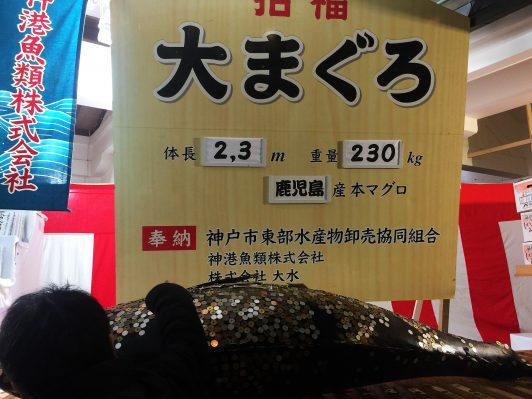 招福
大まぐろ
体長 2,3 m 重量 230 kg
鹿児島 産本マグロ
奉納 神戸市東部水産物卸売協同組合
神港魚類株式会社
株式会社 大水
神港魚類株式会社